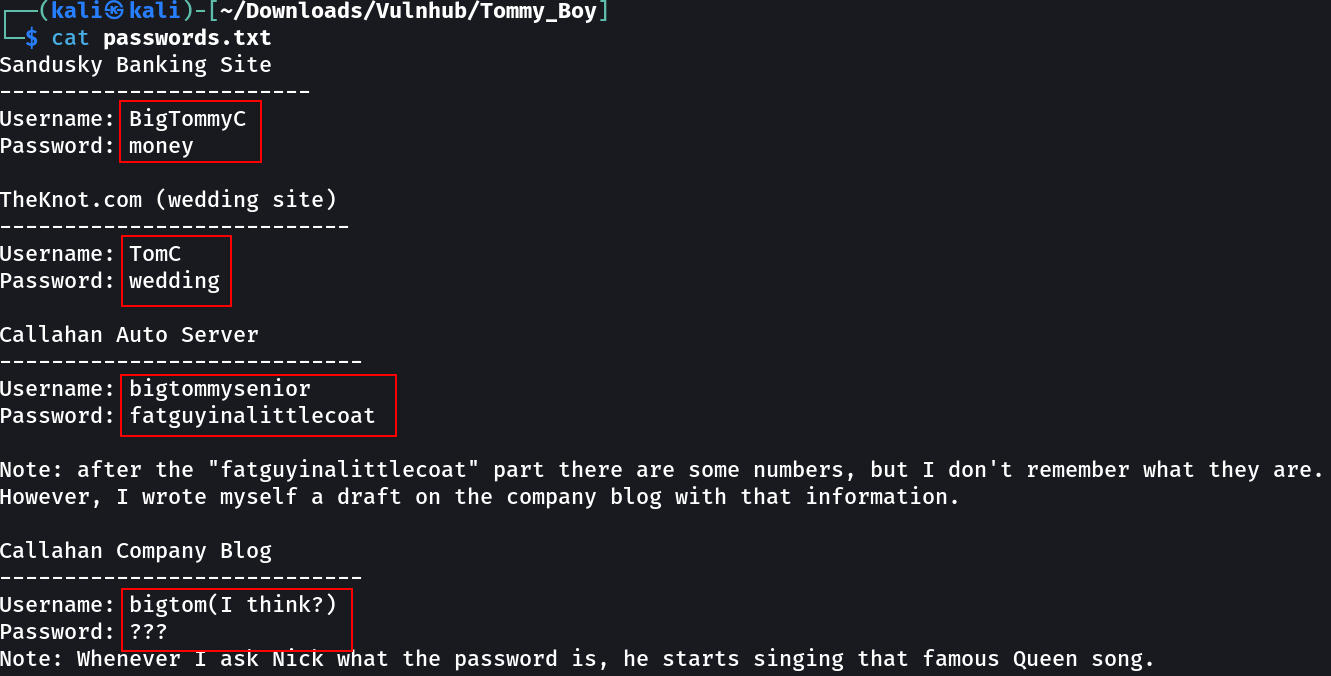 (kali㉿kali)-[~/Downloads/Vulnhub/Tommy_Boy]
$ cat passwords.txt
Sandusky Banking Site
------------------------
Username: BigTommyC
Password: money
TheKnot.com (wedding site)
---------------------------
Username: TomC
Password: wedding
Callahan Auto Server
----------------------------
Username: bigtommysenior
Password: fatguyinalittlecoat
Note: after the "fatguyinalittlecoat" part there are some numbers, but I don't remember what they are.
However, I wrote myself a draft on the company blog with that information.
Callahan Company Blog
----------------------------
Username: bigtom(I think?)
Password: ???
Note: Whenever I ask Nick what the password is, he starts singing that famous Queen song.